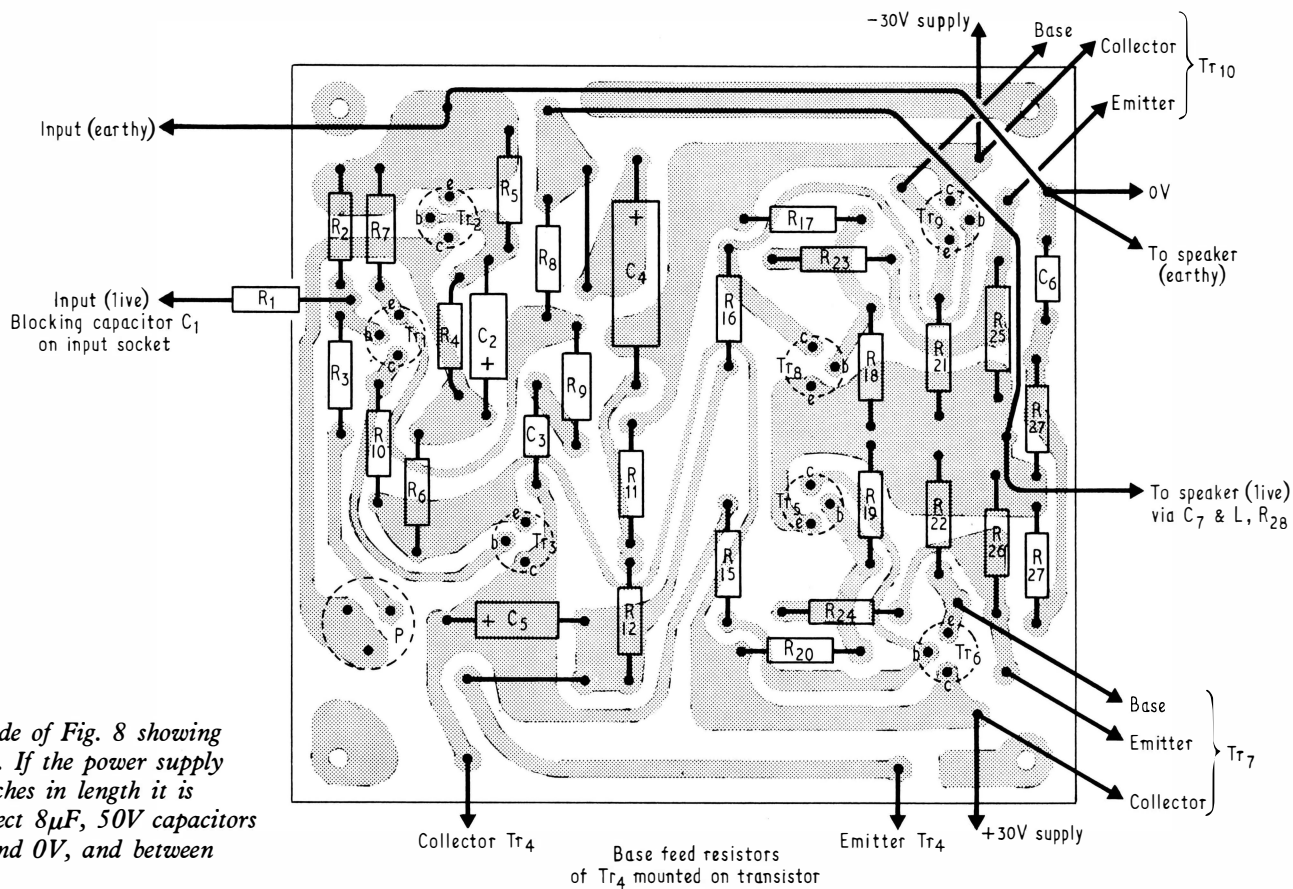 -30V supply
Base
Collector
Tr10
Emitter
Input (earthy)
0V
To speaker
(earthy)
Input (live)
Blocking capacitor C1
on input socket
R1
R2
R7
e
b
Tr2
c
R5
R8
+
C4
R17
R23
R16
c
Tr9
b
e
C6
R3
e
b
Tr1
c
R4
C2
+
R9
c
Tr8
b
e
R18
R21
R25
R10
R6
C3
R11
R27
c
Tr5
b
e
R19
R22
R26
R27
To speaker (live)
via C7 & L, R28
e
b
Tr3
c
P
+ C5
R12
R15
R24
R20
e
b
Tr6
c
Base
Emitter
Tr7
Collector
+30V supply
Collector Tr4
Emitter Tr4
Base feed resistors
of Tr4 mounted on transistor
de of Fig. 8 showing
. If the power supply
ches in length it is
ect 8μF, 50V capacitors
nd 0V, and between